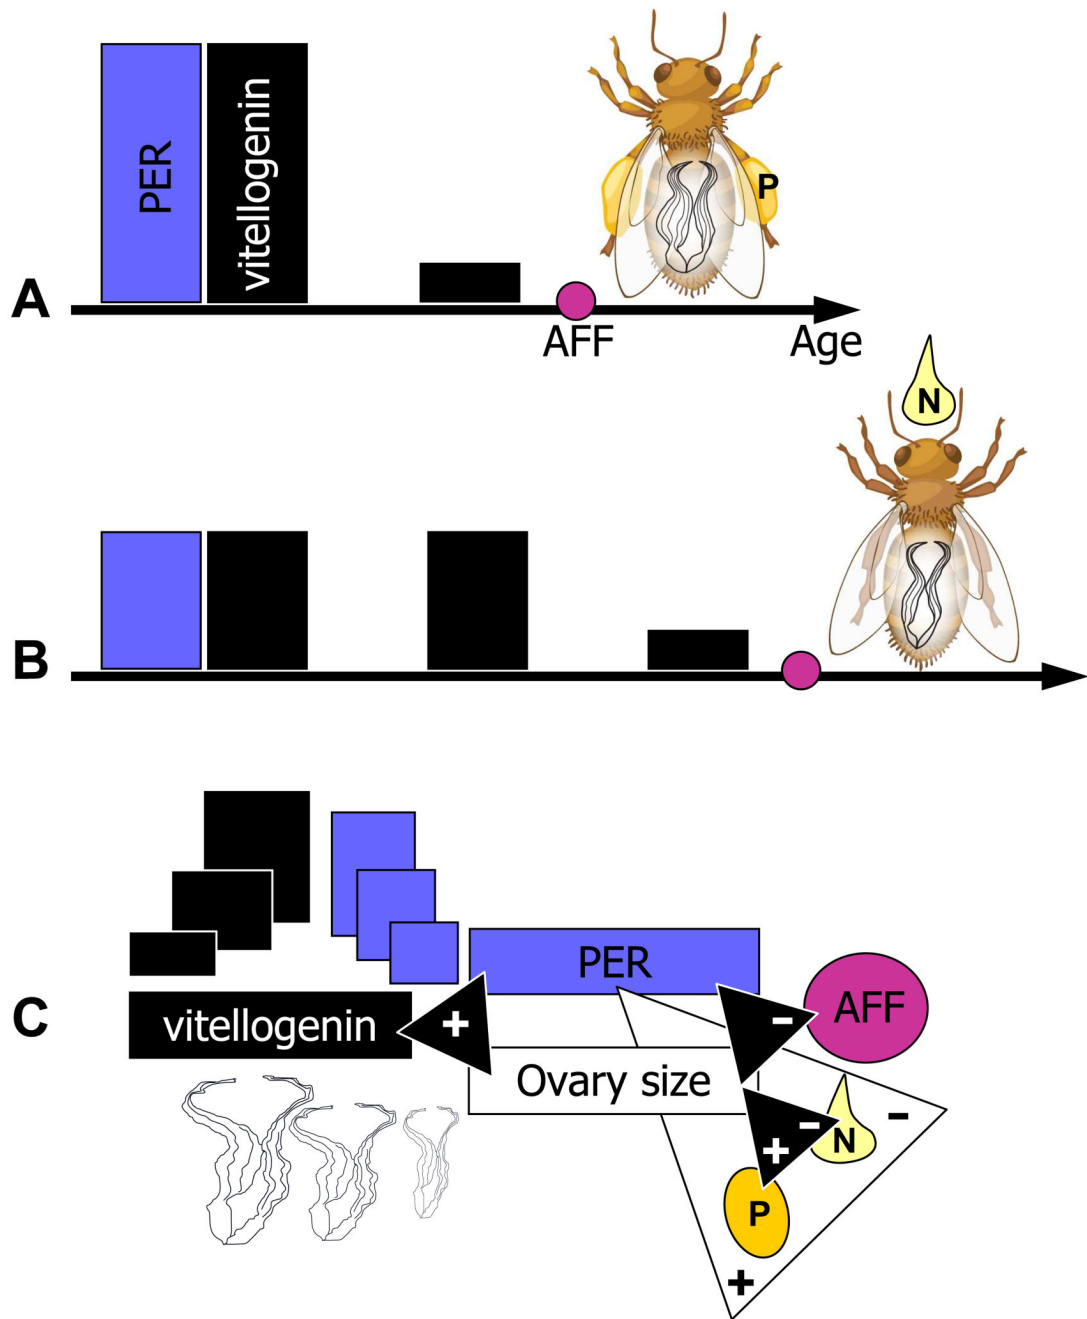 PER
vitellogenin
P
A
AFF
Age
N
B
PER
C
vitellogenin
+
-
AFF
Ovary size
-
N
-
+
P
+